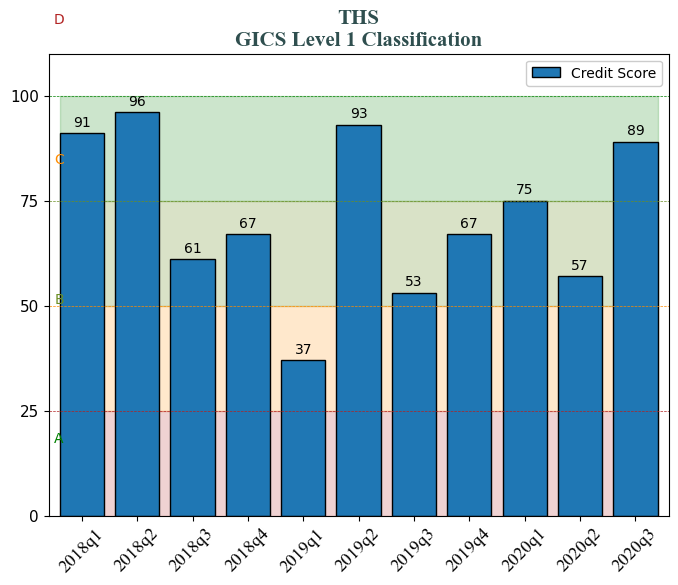 D
THS
GICS Level 1 Classification
Credit Score
100
75
50
25
0
C
B
A
91
96
61
67
37
93
53
67
75
57
89
2018q1
2018q2
2018q3
2018q4
2019q1
2019q2
2019q3
2019q4
2020q1
2020q2
2020q3